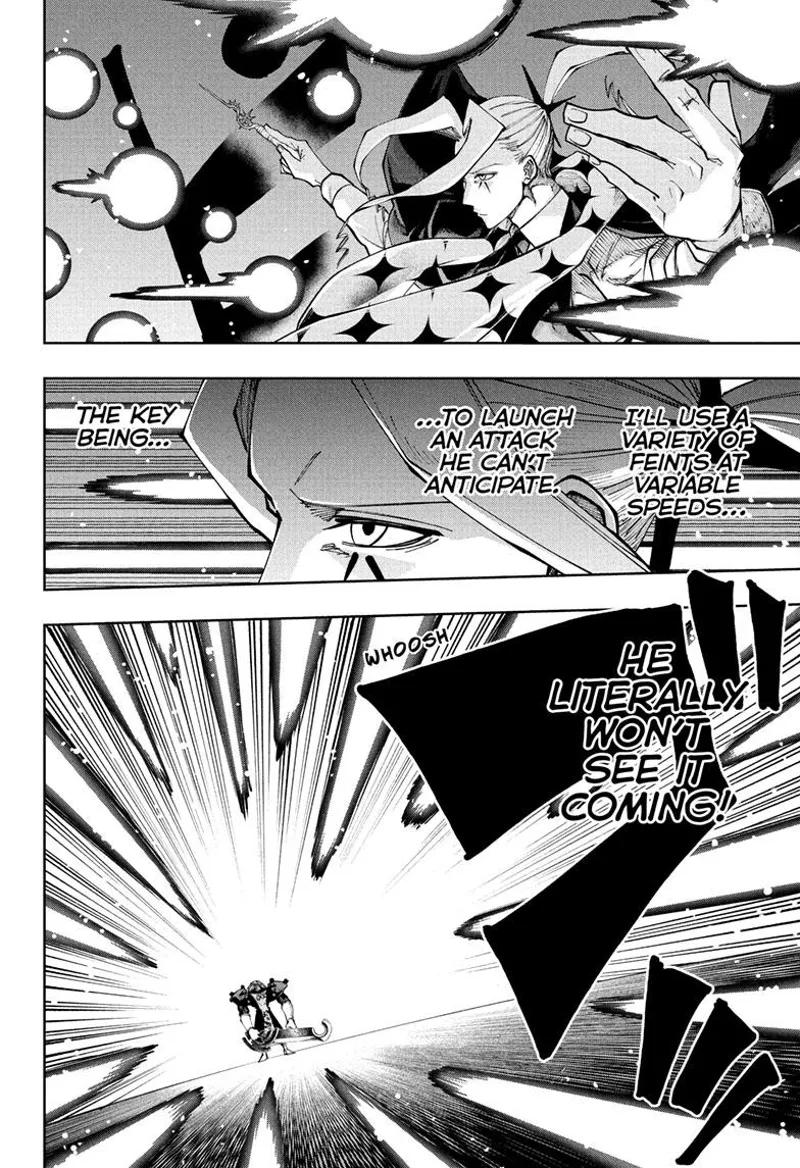 I'LL USE A
VARIETY OF
FEINTS AT
VARIABLE
SPEEDS...
...TO LAUNCH
AN ATTACK
HE CAN'T
ANTICIPATE.
THE KEY
BEING...
HE
LITERALLY
WON'T
SEE IT
COMING!
WHOOSH